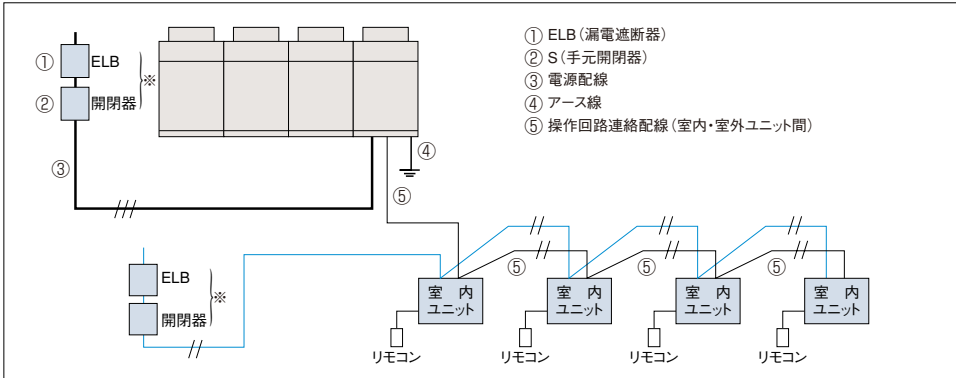 ① ELB
② 開閉器
※
③
① ELB（漏電遮断器）
② S（手元開閉器）
③ 電源配線
④ アース線
⑤ 操作回路連絡配線（室内・室外ユニット間）
④
⑤
ELB
開閉器
※
⑤
⑤
⑤
室 内
ユニット
室 内
ユニット
室 内
ユニット
室 内
ユニット
リモコン
リモコン
リモコン
リモコン